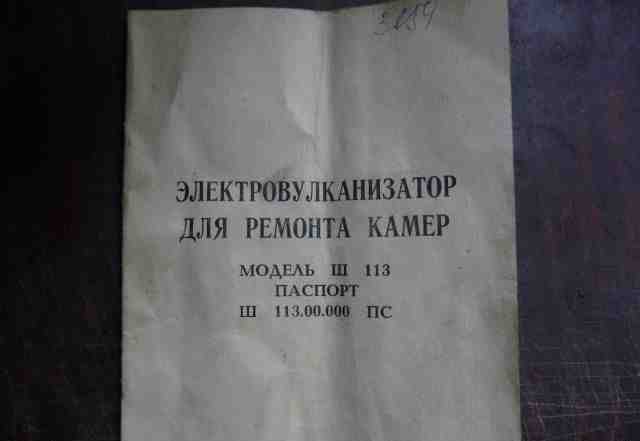 ЭЛЕКТРОВУЛКАНИЗАТОР
ДЛЯ РЕМОНТА КАМЕР
МОДЕЛЬ Ш 113
ПАСПОРТ
Ш 113.00.000 ПС